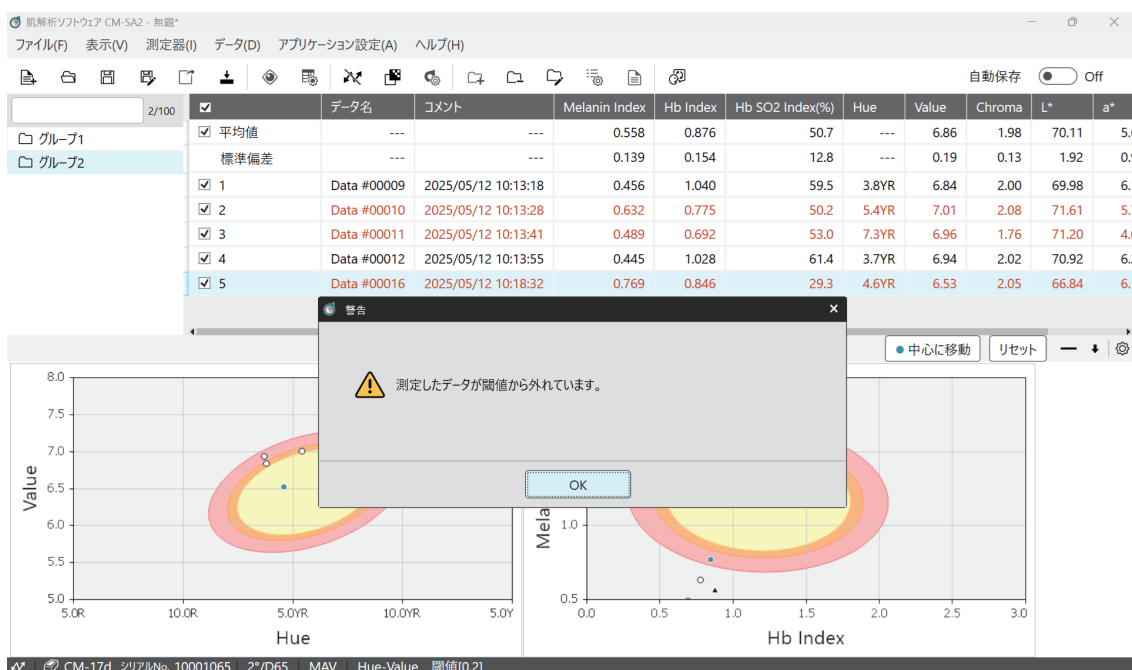 肌解析ソフトウェア CM-SA2 - 無題*
ファイル(F) 表示(V) 測定器(I) データ(D) アプリケーション設定(A) ヘルプ(H)
自動保存 Off
2/100 データ名 コメント Melanin Index Hb Index Hb SO2 Index(%) Hue Value Chroma L* a*
グループ1
グループ2
平均値 --- --- 0.558 0.876 50.7 --- 6.86 1.98 70.11
標準偏差 --- --- 0.139 0.154 12.8 --- 0.19 0.13 1.92
1 Data #00009 2025/05/12 10:13:18 0.456 1.040 59.5 3.8YR 6.84 2.00 69.98
2 Data #00010 2025/05/12 10:13:28 0.632 0.775 50.2 5.4YR 7.01 2.08 71.61
3 Data #00011 2025/05/12 10:13:41 0.489 0.692 53.0 7.3YR 6.96 1.76 71.20
4 Data #00012 2025/05/12 10:13:55 0.445 1.028 61.4 3.7YR 6.94 2.02 70.92
5 Data #00016 2025/05/12 10:18:32 0.769 0.846 29.3 4.6YR 6.53 2.05 66.84
警告
測定したデータが閾値から外れています。
OK
中心に移動 リセット
8.0
7.5
7.0
6.5
6.0
5.5
5.0
Value
5.0R 10.0R 5.0YR 10.0YR 5.0Y
Hue
1.0
0.5
0.0 0.5 1.0 1.5 2.0 2.5 3.0
Hb Index
CM-17d シリアルNo. 10001065 2°/D65 MAV Hue-Value 閾値[0.2]